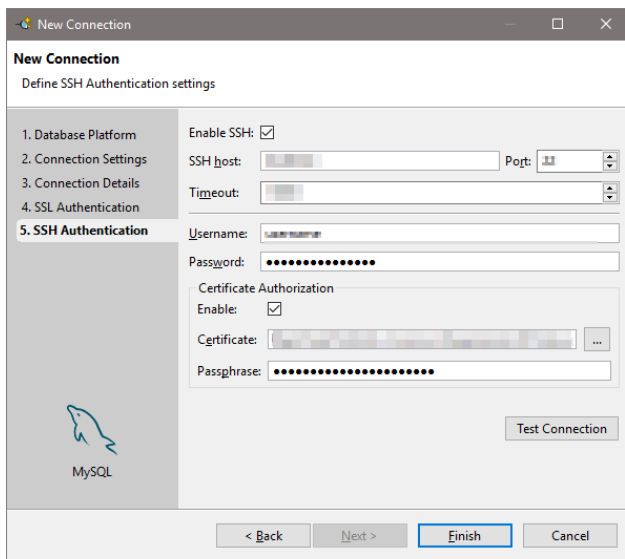 New Connection
New Connection
Define SSH Authentication settings
1. Database Platform
2. Connection Settings
3. Connection Details
4. SSL Authentication
5. SSH Authentication
MySQL
Enable SSH:
SSH host:
Port:
Timeout:
Username:
Password: ●●●●●●●●●●●●●●●
Certificate Authorization
Enable:
Certificate:
...
Passphrase: ●●●●●●●●●●●●●●●●●●●●●●
Test Connection
< Back
Next >
Finish
Cancel